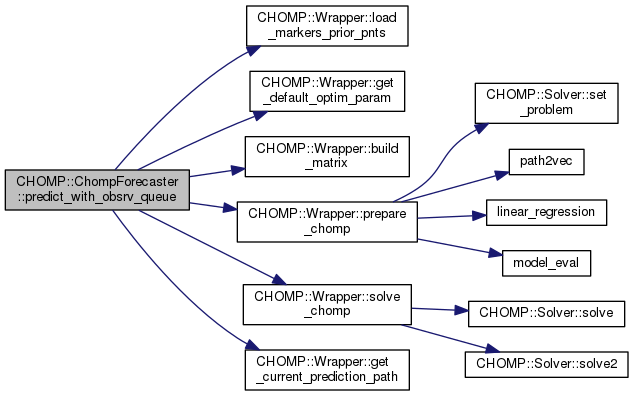 CHOMP::ChompForecaster
::predict_with_obsrv_queue
CHOMP::Wrapper::load
_markers_prior_pnts
CHOMP::Wrapper::get
_default_optim_param
CHOMP::Wrapper::build
_matrix
CHOMP::Wrapper::prepare
_chomp
CHOMP::Solver::set
_problem
path2vec
linear_regression
model_eval
CHOMP::Wrapper::solve
_chomp
CHOMP::Solver::solve
CHOMP::Solver::solve2
CHOMP::Wrapper::get
_current_prediction_path